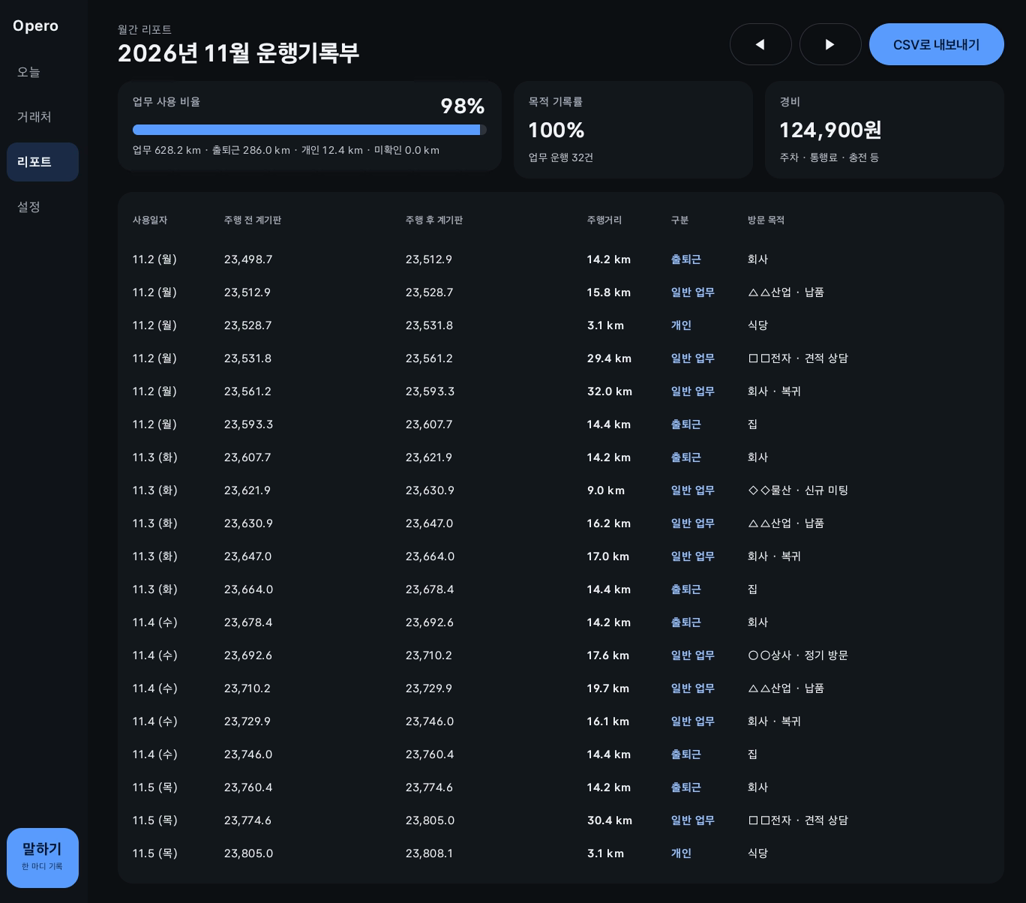 Opero
오늘
거래처
리포트
설정
말하기
한 마디 기록
월간 리포트
2026년 11월 운행기록부
◀ ▶ CSV로 내보내기
업무 사용 비율 98%
업무 628.2 km · 출퇴근 286.0 km · 개인 12.4 km · 미확인 0.0 km
목적 기록률
100%
업무 운행 32건
경비
124,900원
주차 · 통행료 · 충전 등
사용일자 주행 전 계기판 주행 후 계기판 주행거리 구분 방문 목적
11.2 (월) 23,498.7 23,512.9 14.2 km 출퇴근 회사
11.2 (월) 23,512.9 23,528.7 15.8 km 일반 업무 △△산업 · 납품
11.2 (월) 23,528.7 23,531.8 3.1 km 개인 식당
11.2 (월) 23,531.8 23,561.2 29.4 km 일반 업무 □□전자 · 견적 상담
11.2 (월) 23,561.2 23,593.3 32.0 km 일반 업무 회사 · 복귀
11.2 (월) 23,593.3 23,607.7 14.4 km 출퇴근 집
11.3 (화) 23,607.7 23,621.9 14.2 km 출퇴근 회사
11.3 (화) 23,621.9 23,630.9 9.0 km 일반 업무 ◇◇물산 · 신규 미팅
11.3 (화) 23,630.9 23,647.0 16.2 km 일반 업무 △△산업 · 납품
11.3 (화) 23,647.0 23,664.0 17.0 km 일반 업무 회사 · 복귀
11.3 (화) 23,664.0 23,678.4 14.4 km 출퇴근 집
11.4 (수) 23,678.4 23,692.6 14.2 km 출퇴근 회사
11.4 (수) 23,692.6 23,710.2 17.6 km 일반 업무 ○○상사 · 정기 방문
11.4 (수) 23,710.2 23,729.9 19.7 km 일반 업무 △△산업 · 납품
11.4 (수) 23,729.9 23,746.0 16.1 km 일반 업무 회사 · 복귀
11.4 (수) 23,746.0 23,760.4 14.4 km 출퇴근 집
11.5 (목) 23,760.4 23,774.6 14.2 km 출퇴근 회사
11.5 (목) 23,774.6 23,805.0 30.4 km 일반 업무 □□전자 · 견적 상담
11.5 (목) 23,805.0 23,808.1 3.1 km 개인 식당